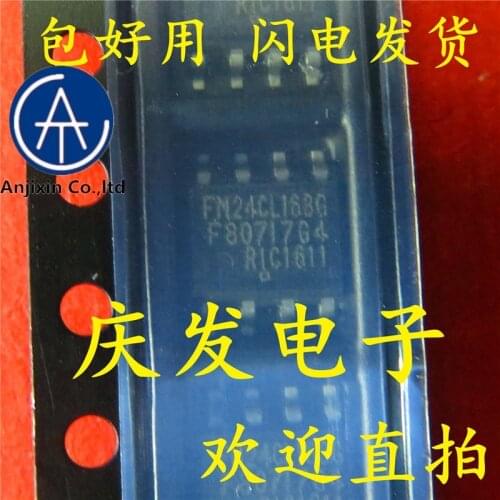 RIC1611
包好用 闪电发货
Anjixin Co.,ltd
FM24CL16BG
F80717G4
RIC1611
庆发电子
欢迎直拍